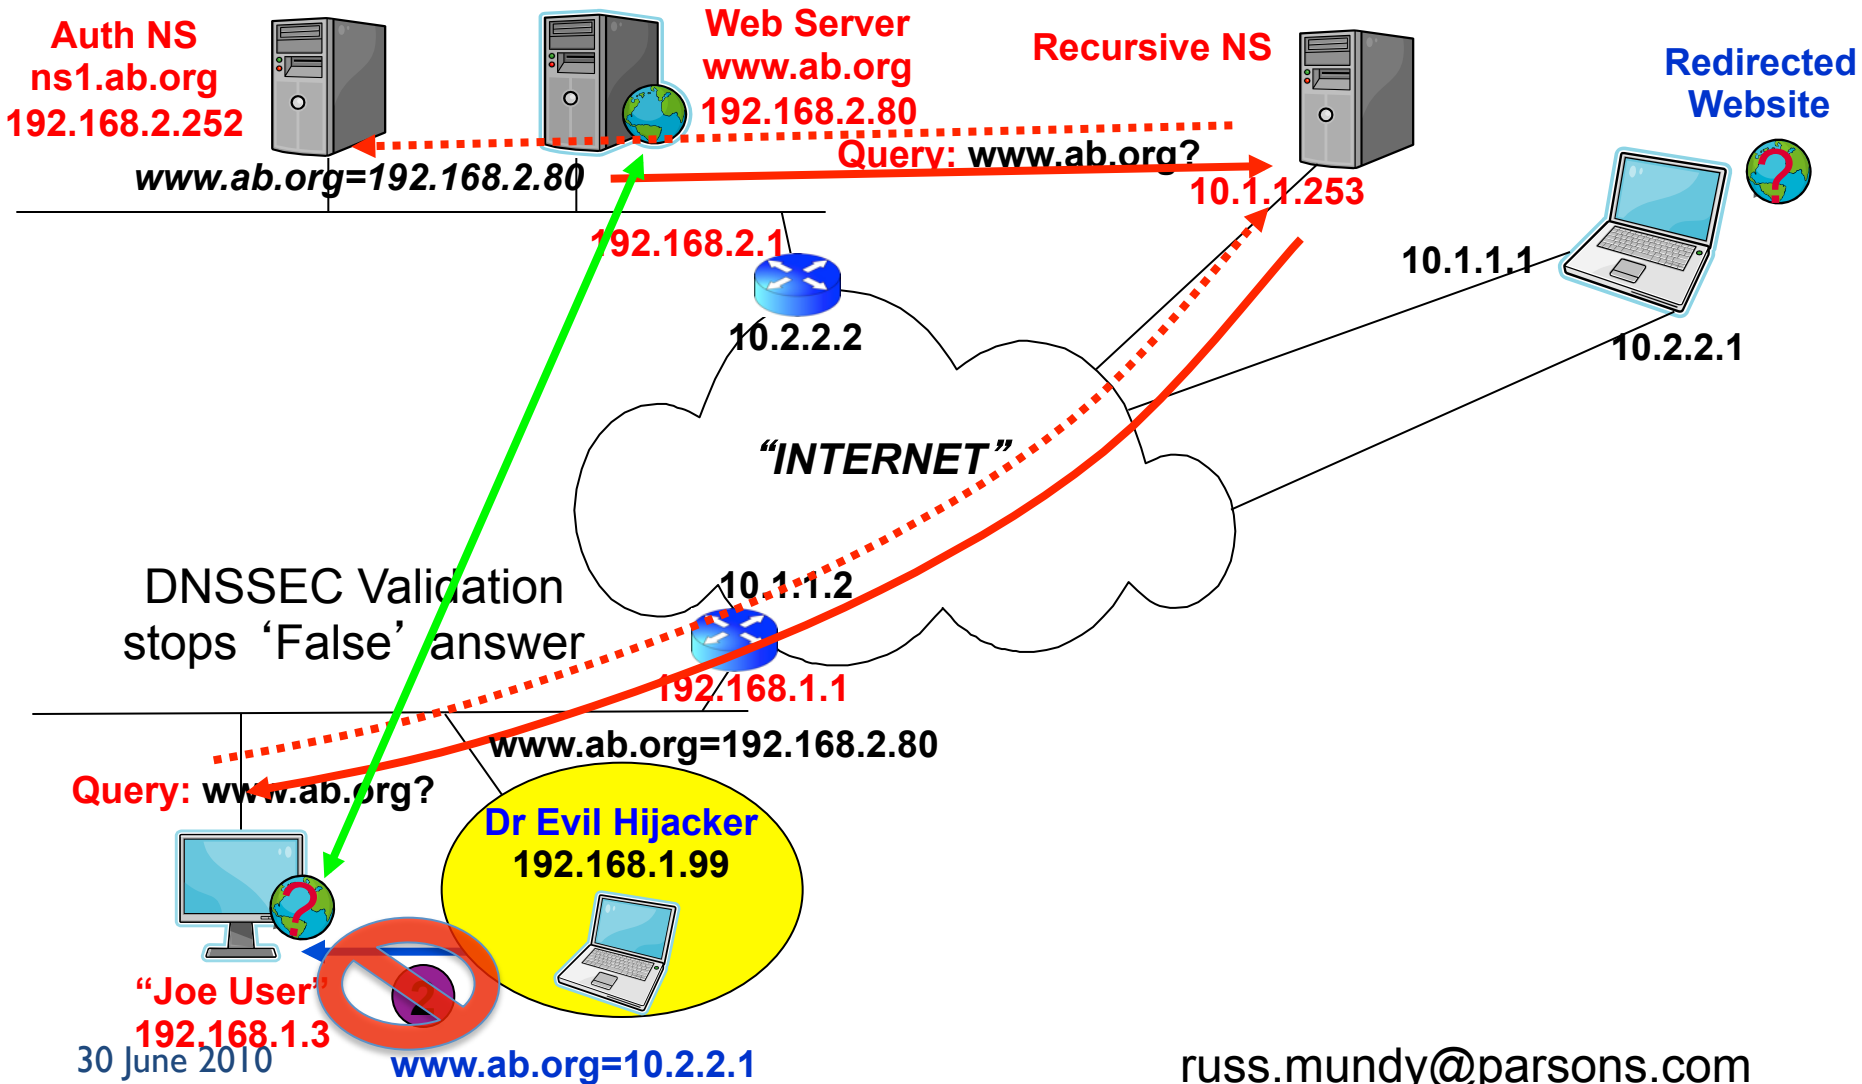 Auth NS
ns1.ab.org
192.168.2.252
Web Server
www.ab.org
192.168.2.80
Recursive NS
Redirected
Website
Query: www.ab.org?
www.ab.org=192.168.2.80
10.1.1.253
192.168.2.1
10.1.1.1
10.2.2.2
10.2.2.1
“INTERNET”
DNSSEC Validation
stops ‘False’ answer
10.1.1.2
192.168.1.1
www.ab.org=192.168.2.80
Query: www.ab.org?
Dr Evil Hijacker
192.168.1.99
2
“Joe User”
192.168.1.3
30 June 2010
www.ab.org=10.2.2.1
russ.mundy@parsons.com